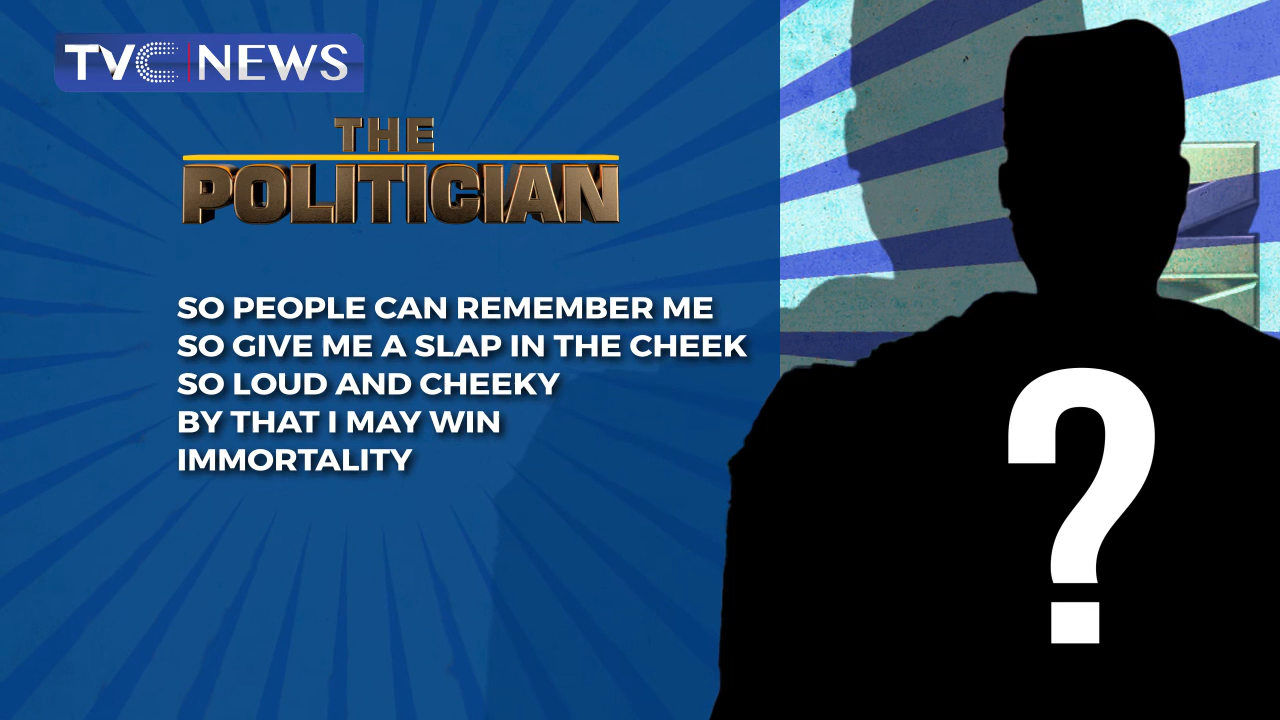 TVC NEWS
THE
POLITICIAN
SO PEOPLE CAN REMEMBER ME
SO GIVE ME A SLAP IN THE CHEEK
SO LOUD AND CHEEKY
BY THAT I MAY WIN
IMMORTALITY
?